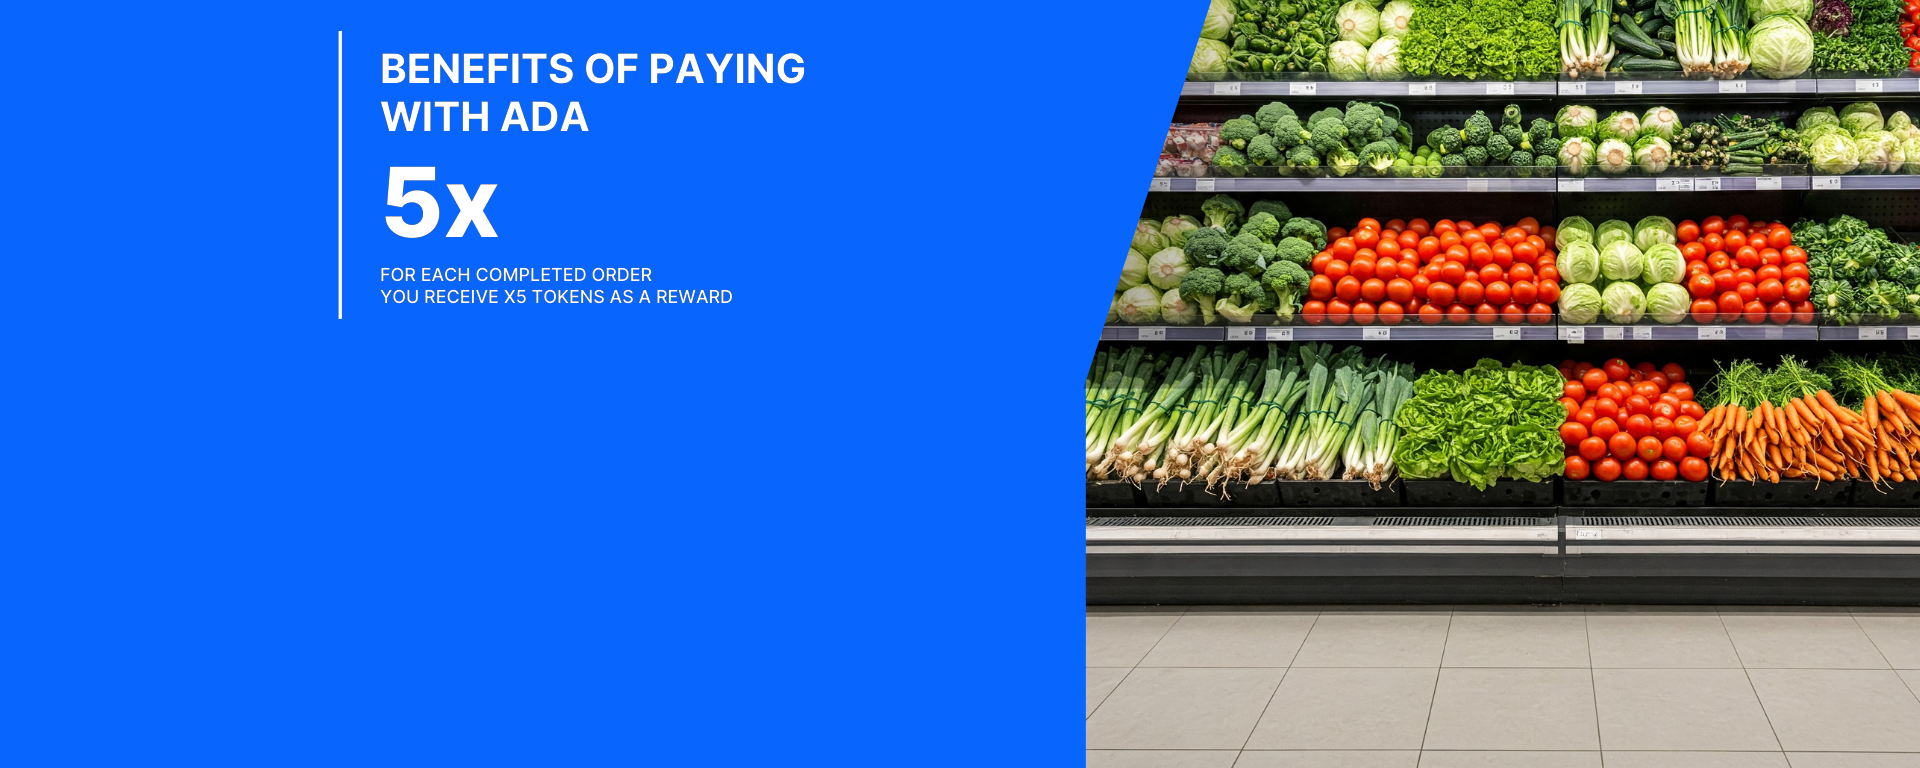 BENEFITS OF PAYING
WITH ADA
5x
FOR EACH COMPLETED ORDER
YOU RECEIVE X5 TOKENS AS A REWARD